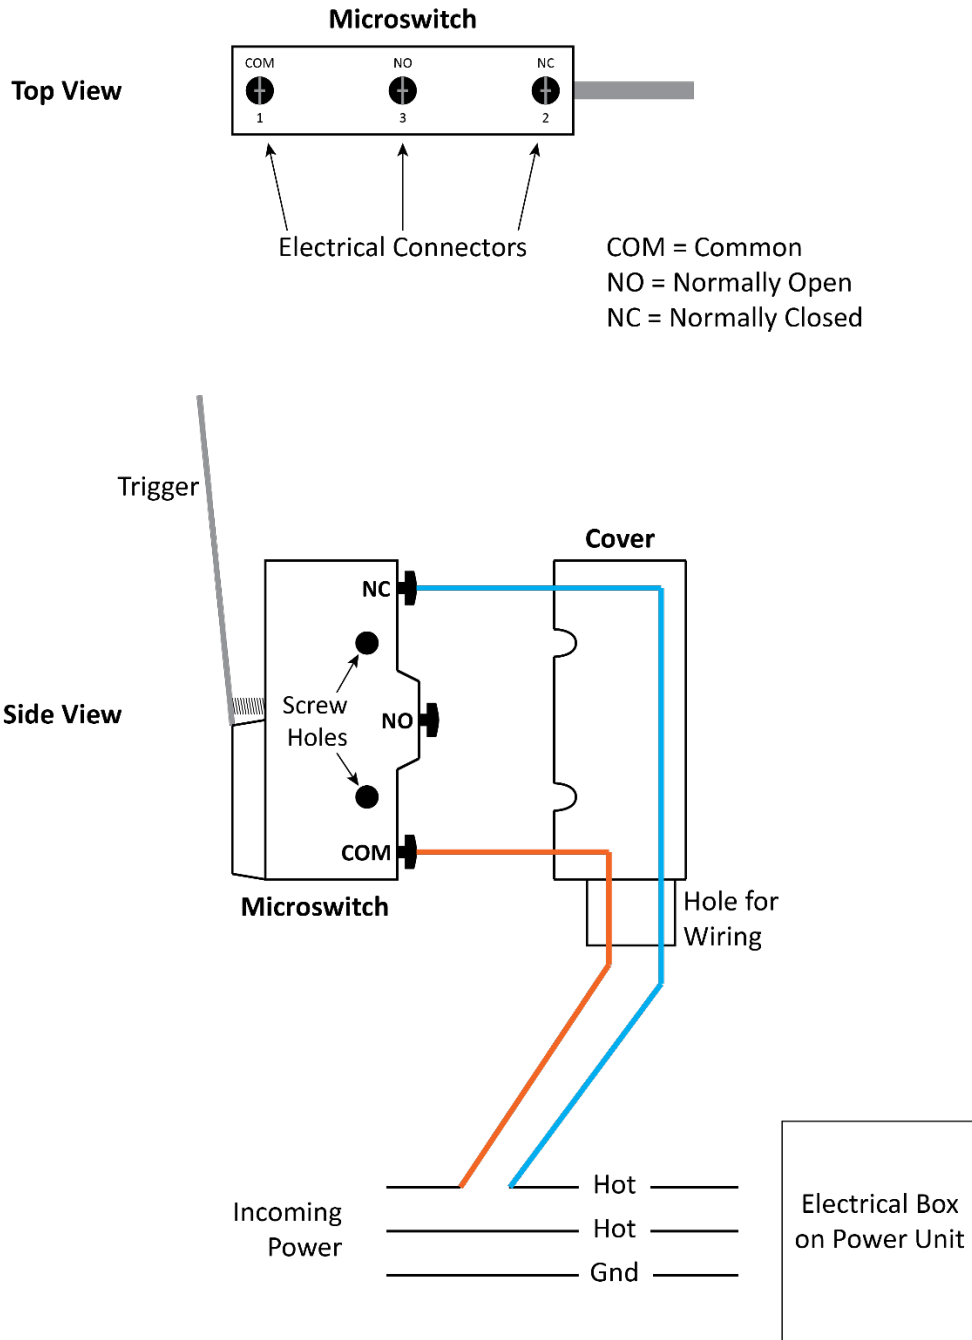 Microswitch
Top View
COM NO NC
1 3 2
Electrical Connectors
COM = Common
NO = Normally Open
NC = Normally Closed
Trigger
Cover
NC
Side View
Screw
Holes
NO
COM
Microswitch
Hole for
Wiring
Incoming
Power
Hot
Hot
Gnd
Electrical Box
on Power Unit